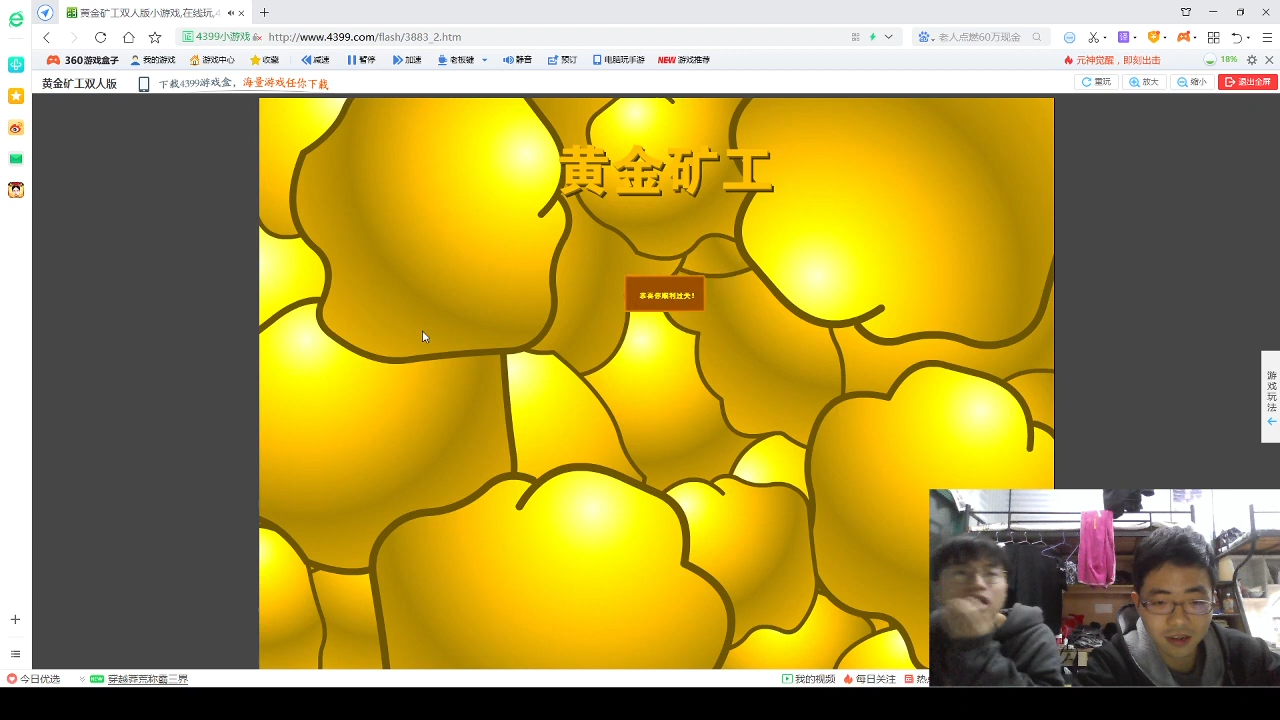 黄金矿工双人版小游戏,在线玩,4
4399小游戏 http://www.4399.com/flash/3883_2.htm 老人点燃60万现金
360游戏盒子 我的游戏 游戏中心 收藏 减速 暂停 加速 老板键 静音 预订 电脑玩手游 NEW 游戏推荐 元神觉醒，即刻出击 18%
黄金矿工双人版 下载4399游戏盒，海量游戏任你下载 重玩 放大 缩小 退出全屏
黄金矿工
恭喜你顺利过关！
游戏玩法
今日优选 NEW 穿越莽荒称霸三界 我的视频 每日关注 热